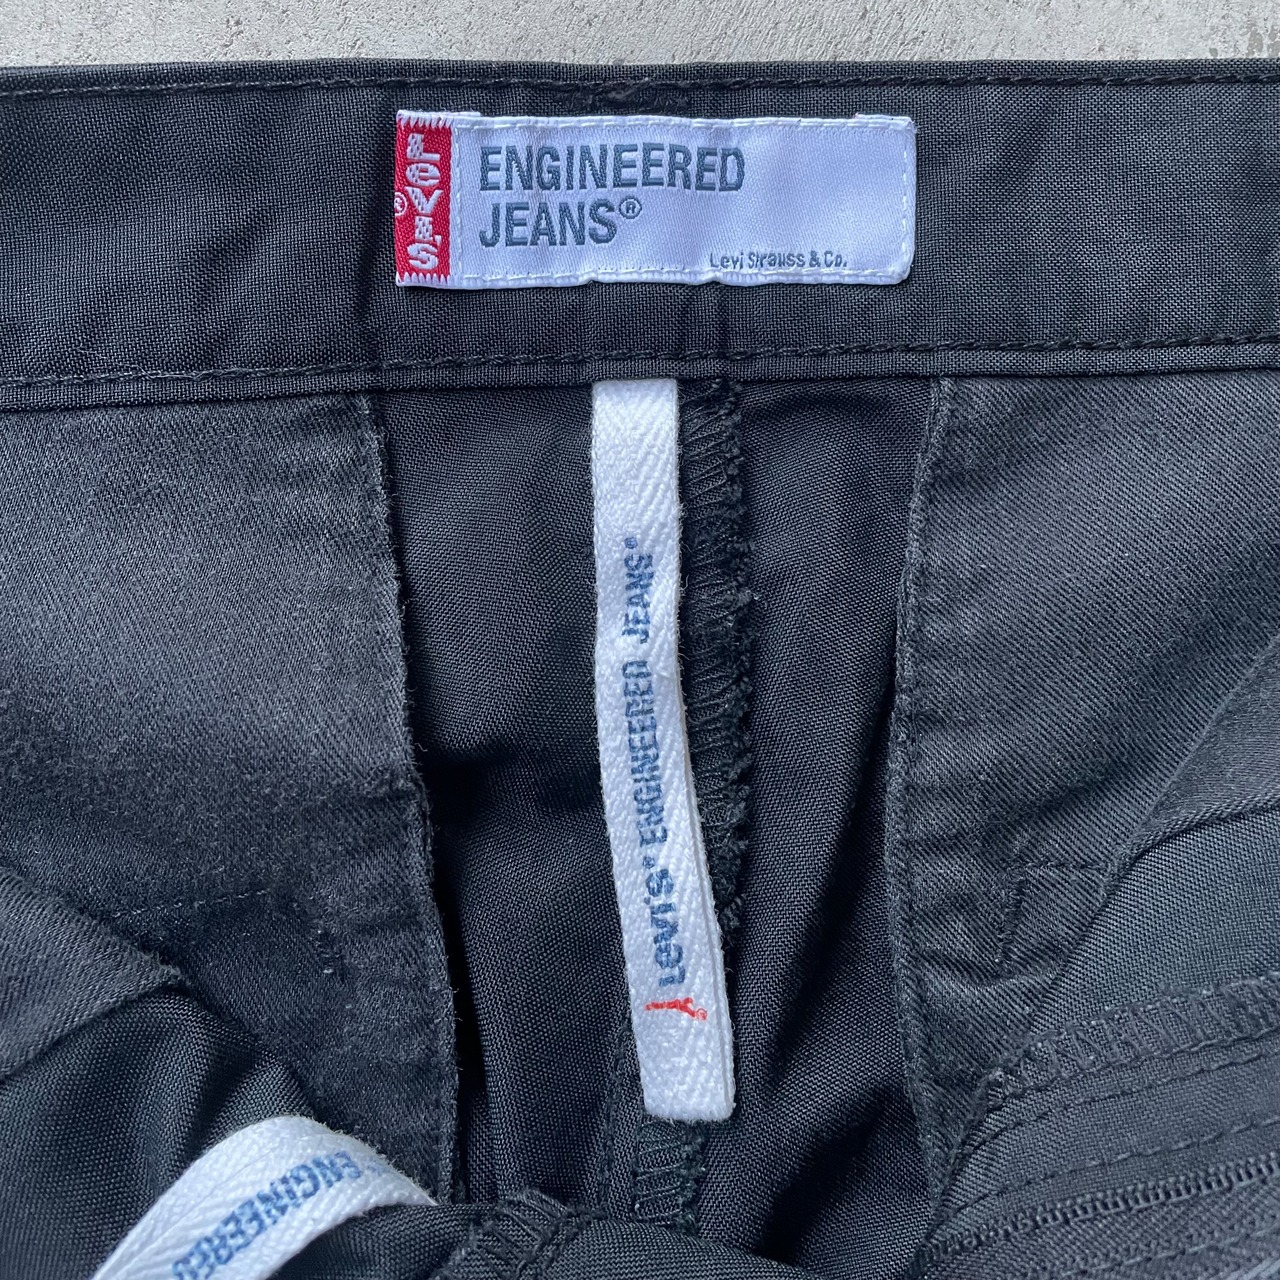 LEVI'S®
ENGINEERED
JEANS®
Levi Strauss & Co.
Levi's® ENGINEERED JEANS®
ENGINEERED